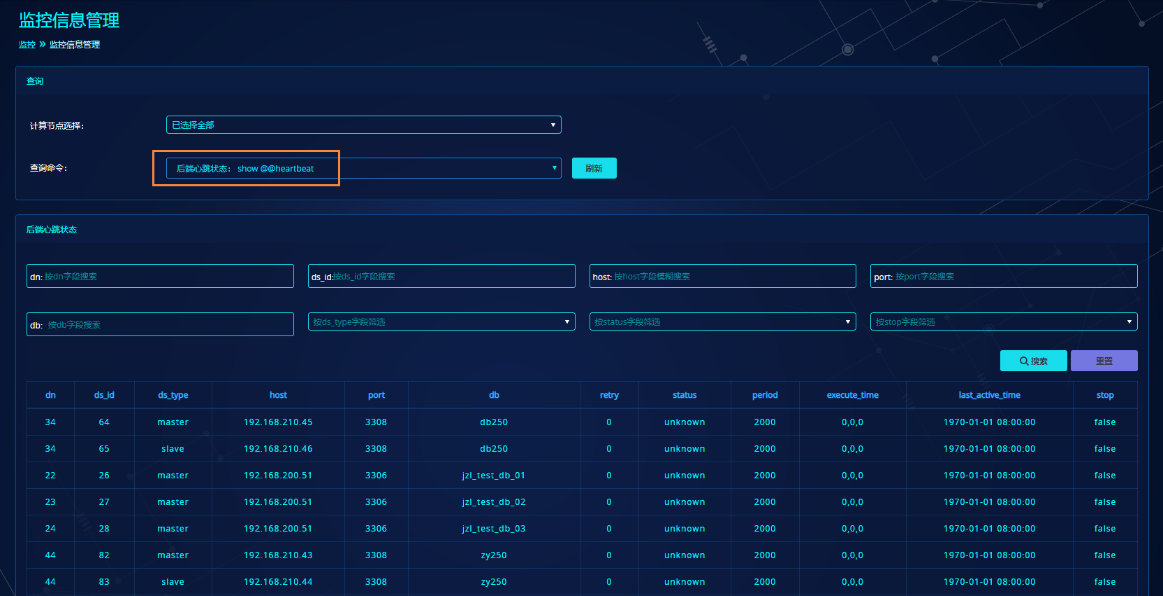 监控信息管理
监控 » 监控信息管理
查询
计算节点选择: 已选择全部
查询命令: 后端心跳状态: show @@heartbeat 刷新
后端心跳状态
dn: 按dn字段搜索 ds_id:按ds_id字段搜索 host: 按host字段模糊搜索 port: 按port字段搜索
db: 按db字段搜索 按ds_type字段筛选 按status字段筛选 按stop字段筛选
搜索 重置
dn ds_id ds_type host port db retry status period execute_time last_active_time stop
34 64 master 192.168.210.45 3308 db250 0 unknown 2000 0,0,0 1970-01-01 08:00:00 false
34 65 slave 192.168.210.46 3308 db250 0 unknown 2000 0,0,0 1970-01-01 08:00:00 false
22 26 master 192.168.200.51 3306 jzl_test_db_01 0 unknown 2000 0,0,0 1970-01-01 08:00:00 false
23 27 master 192.168.200.51 3306 jzl_test_db_02 0 unknown 2000 0,0,0 1970-01-01 08:00:00 false
24 28 master 192.168.200.51 3306 jzl_test_db_03 0 unknown 2000 0,0,0 1970-01-01 08:00:00 false
44 82 master 192.168.210.43 3308 zy250 0 unknown 2000 0,0,0 1970-01-01 08:00:00 false
44 83 slave 192.168.210.44 3308 zy250 0 unknown 2000 0,0,0 1970-01-01 08:00:00 false